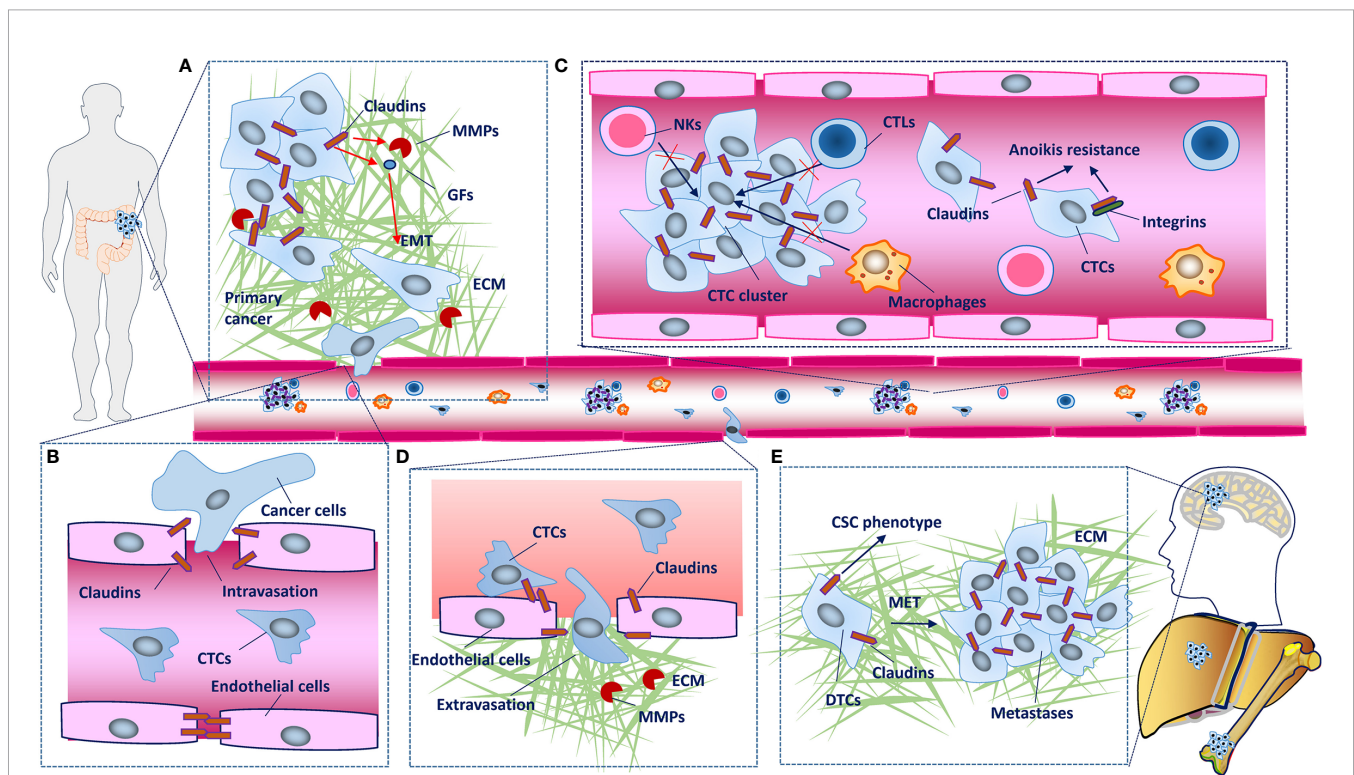 A
Claudins
MMPs
GFs
EMT
ECM
Primary
cancer
C
NKs
CTLs
Anoikis resistance
Claudins
Integrins
CTCs
CTC cluster
Macrophages
B
Cancer cells
Claudins
Intravasation
CTCs
Endothelial cells
D
CTCs
Claudins
Endothelial cells
ECM
Extravasation
MMPs
E
CSC phenotype
ECM
MET
Claudins
DTCs
Metastases